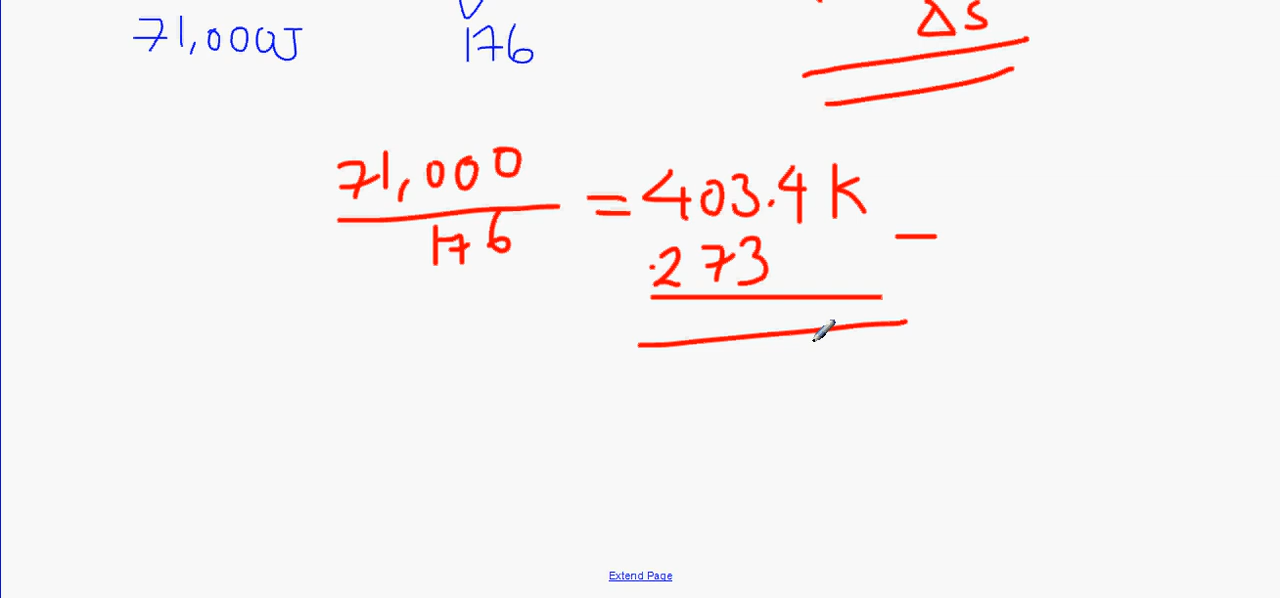 ΔS
71,000J
176
71,000
176
= 403.4 K
273
—
Extend Page